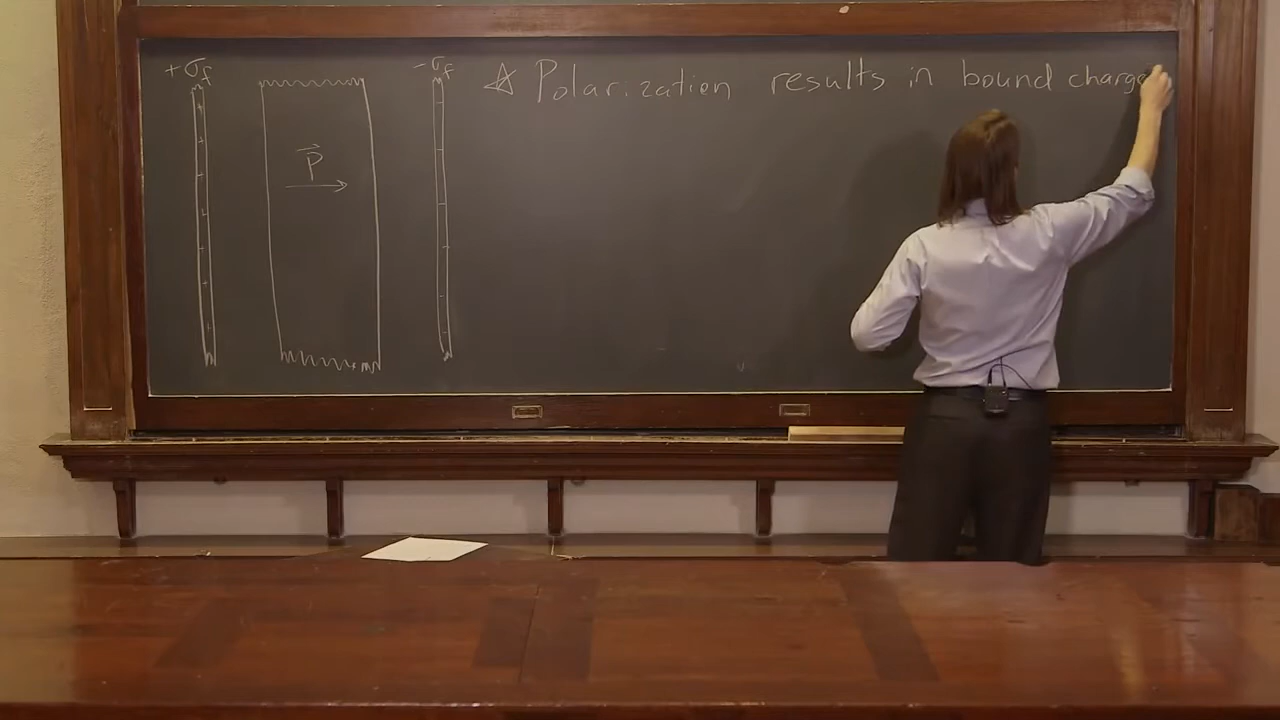 +σf
-σf
☆ Polarization results in bound charge
P⃗